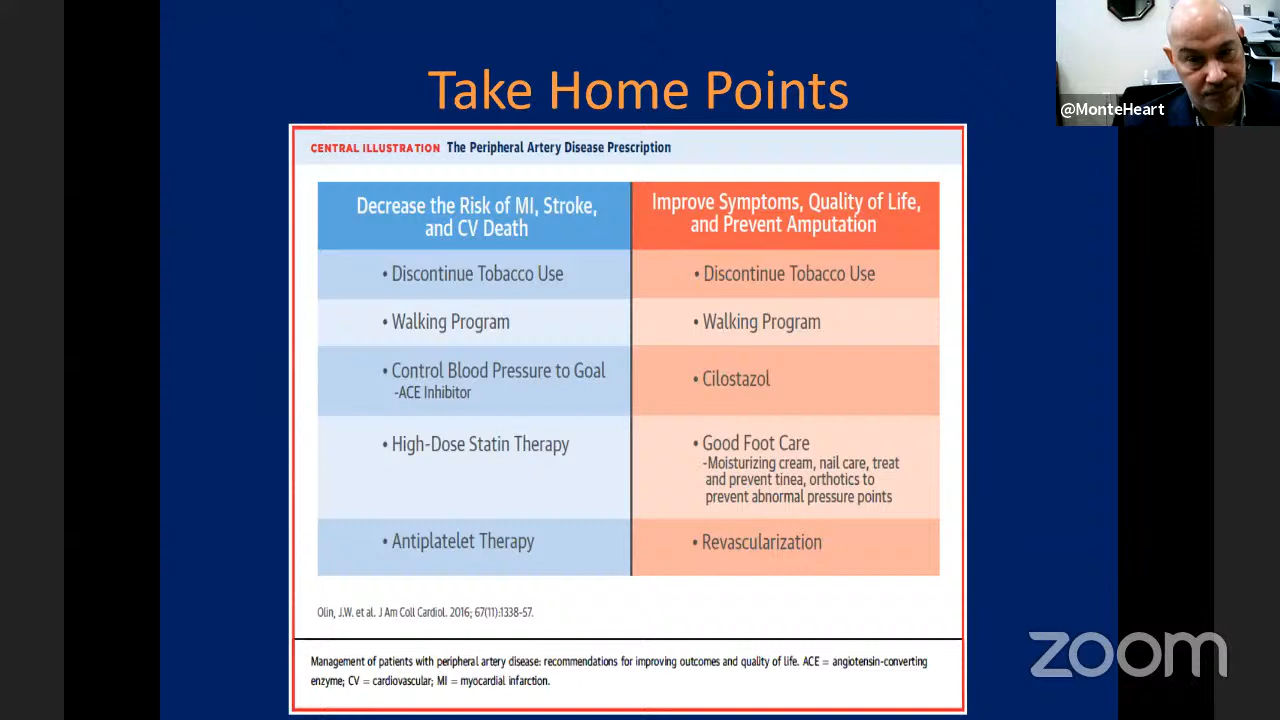 Take Home Points
@MonteHeart
CENTRAL ILLUSTRATION The Peripheral Artery Disease Prescription
Decrease the Risk of MI, Stroke,
and CV Death
• Discontinue Tobacco Use
• Walking Program
• Control Blood Pressure to Goal
-ACE Inhibitor
• High-Dose Statin Therapy
• Antiplatelet Therapy
Improve Symptoms, Quality of Life,
and Prevent Amputation
• Discontinue Tobacco Use
• Walking Program
• Cilostazol
• Good Foot Care
-Moisturizing cream, nail care, treat
and prevent tinea, orthotics to
prevent abnormal pressure points
• Revascularization
Olin, J.W. et al. J Am Coll Cardiol. 2016; 67(11):1338-57.
Management of patients with peripheral artery disease: recommendations for improving outcomes and quality of life. ACE = angiotensin-converting
enzyme; CV = cardiovascular; MI = myocardial infarction.
zoom